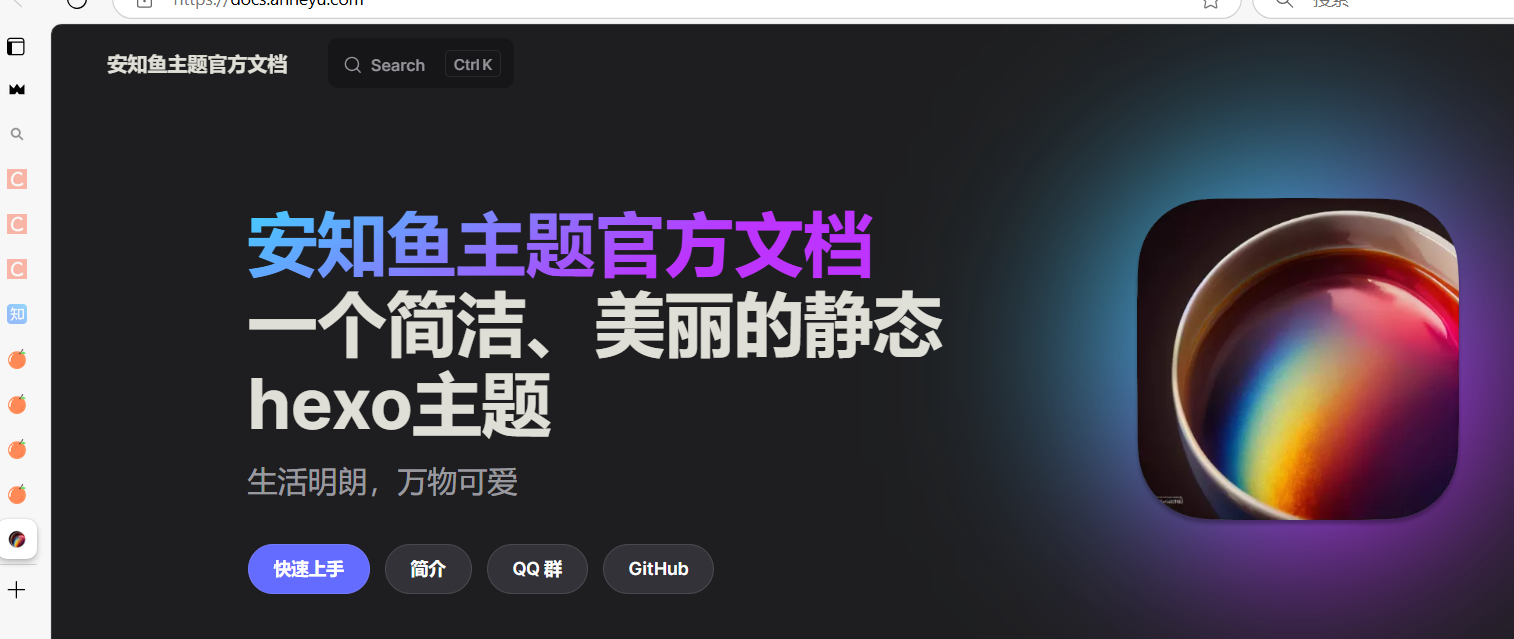 https://docs.anheyu.com
搜索
安知鱼主题官方文档
Search
Ctrl K
安知鱼主题官方文档
一个简洁、美丽的静态
hexo主题
生活明朗，万物可爱
快速上手
简介
QQ 群
GitHub
C
C
C
知